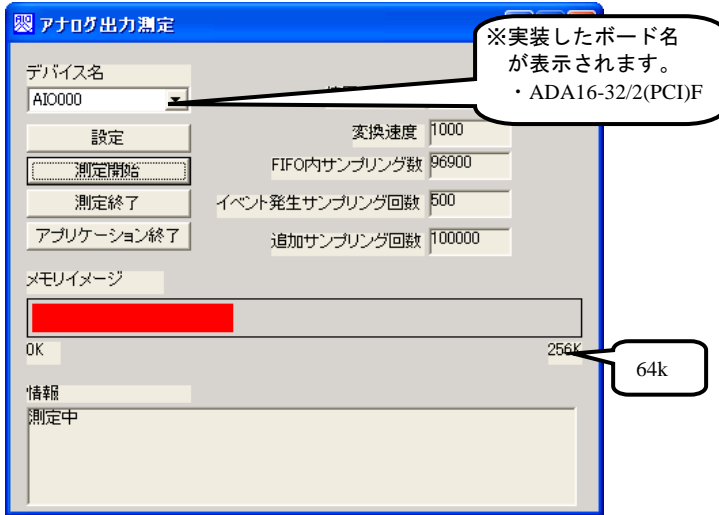 アナログ出力測定
※実装したボード名
が表示されます。
・ADA16-32/2(PCI)F
デバイス名
AIO000
設定
変換速度 1000
測定開始
FIFO内サンプリング数 96900
測定終了
イベント発生サンプリング回数 500
アプリケーション終了
追加サンプリング回数 100000
メモリイメージ
0K
256K
64k
情報
測定中